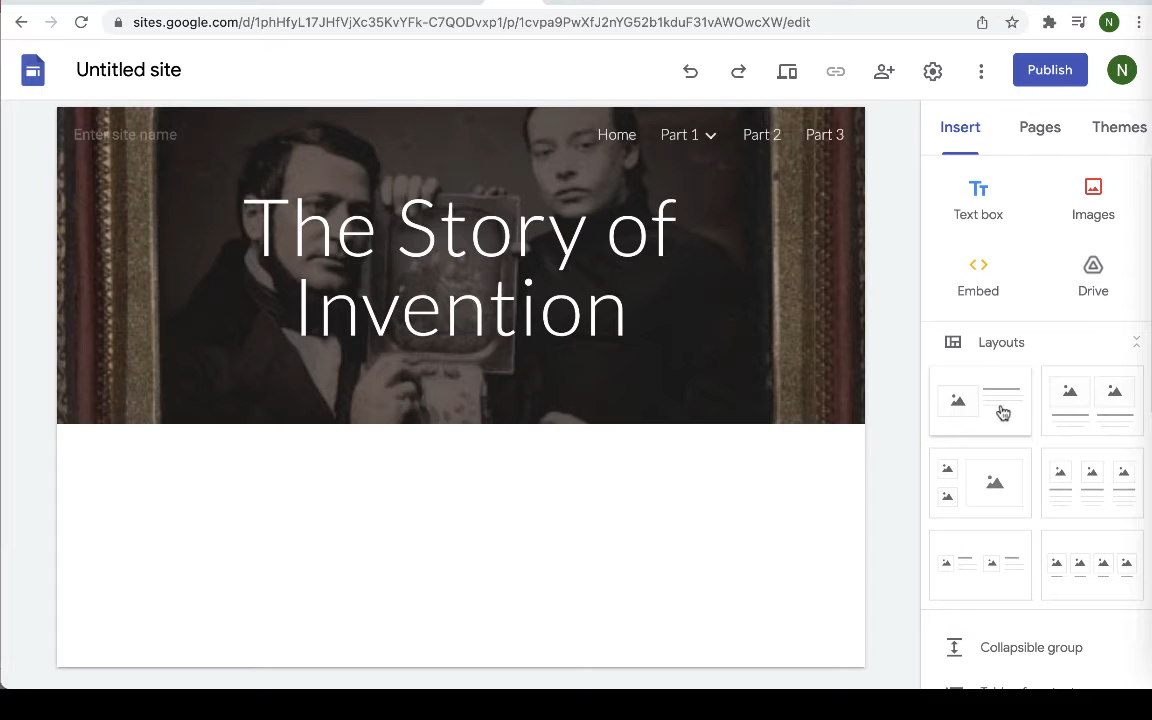 sites.google.com/d/1phHfyL17JHfVjXc35KvYFk-C7QODvxp1/p/1cvpa9PwXfJ2nYG52b1kduF31vAWOwcXW/edit
N
Untitled site
Publish
N
Enter site name
Home
Part 1
Part 2
Part 3
The Story of
Invention
Insert
Pages
Themes
Tт
Text box
Images
Embed
Drive
Layouts
Collapsible group